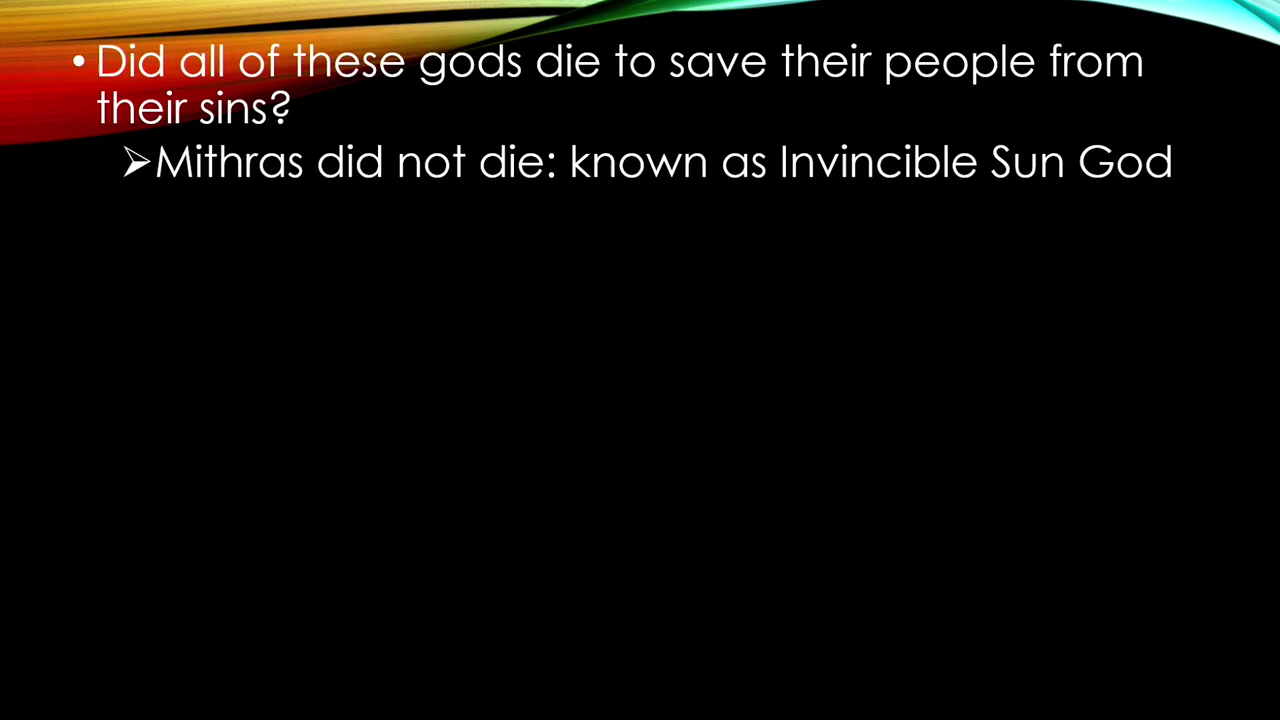 • Did all of these gods die to save their people from
their sins?
➢Mithras did not die: known as Invincible Sun God